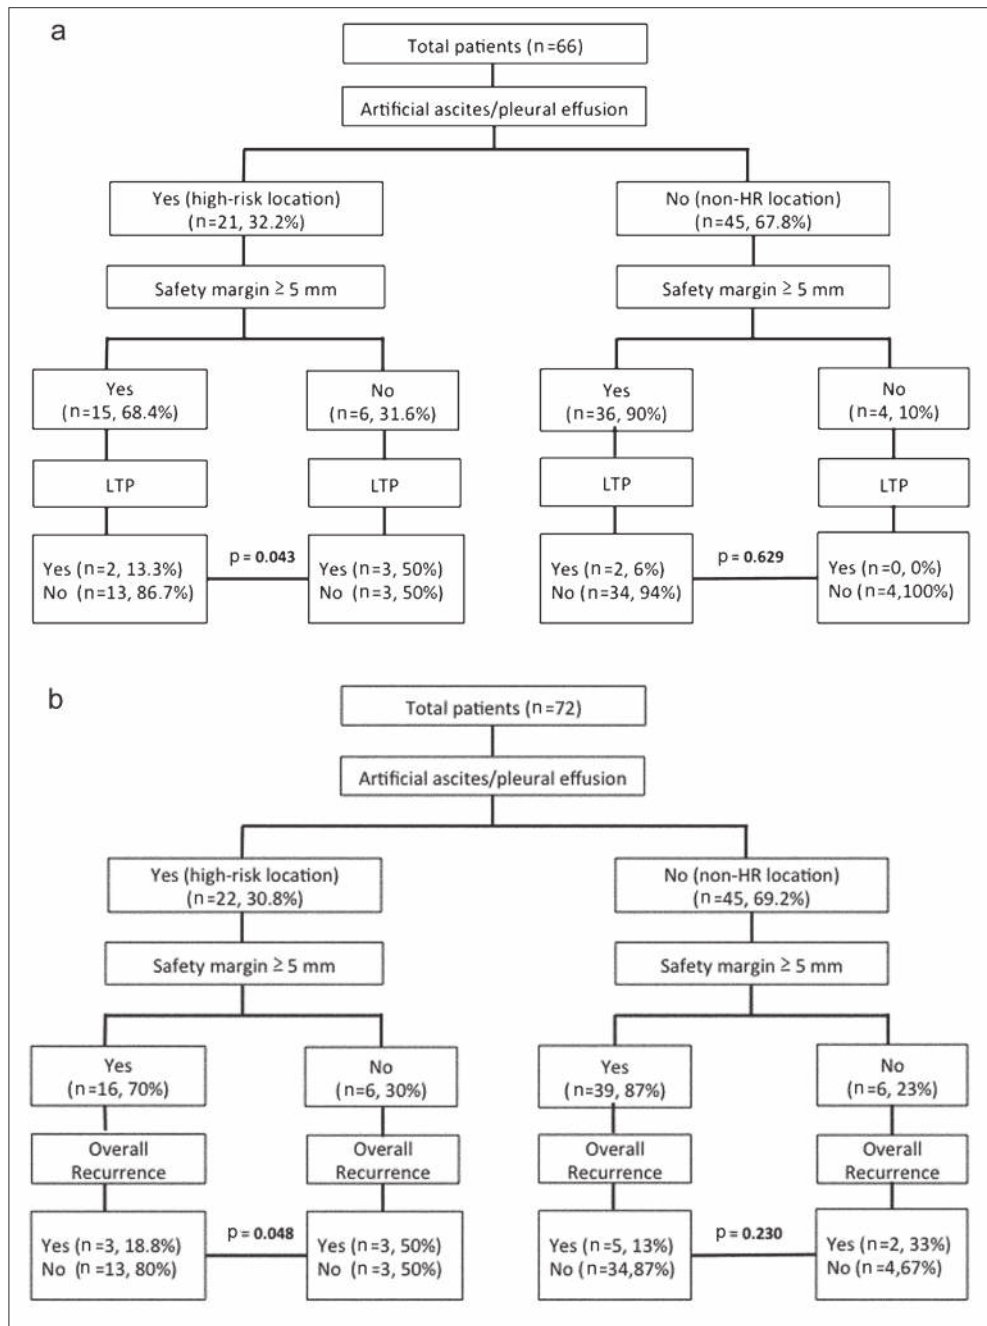 a
Total patients (n=66)
Artificial ascites/pleural effusion
Yes (high-risk location)
(n=21, 32.2%)
No (non-HR location)
(n=45, 67.8%)
Safety margin ≥ 5 mm
Safety margin ≥ 5 mm
Yes
(n=15, 68.4%)
No
(n=6, 31.6%)
Yes
(n=36, 90%)
No
(n=4, 10%)
LTP
LTP
LTP
LTP
Yes (n=2, 13.3%)
No (n=13, 86.7%)
p = 0.043
Yes (n=3, 50%)
No (n=3, 50%)
Yes (n=2, 6%)
No (n=34, 94%)
p = 0.629
Yes (n=0, 0%)
No (n=4,100%)
b
Total patients (n=72)
Artificial ascites/pleural effusion
Yes (high-risk location)
(n=22, 30.8%)
No (non-HR location)
(n=45, 69.2%)
Safety margin ≥ 5 mm
Safety margin ≥ 5 mm
Yes
(n=16, 70%)
No
(n=6, 30%)
Yes
(n=39, 87%)
No
(n=6, 23%)
Overall
Recurrence
Overall
Recurrence
Overall
Recurrence
Overall
Recurrence
Yes (n=3, 18.8%)
No (n=13, 80%)
p = 0.048
Yes (n=3, 50%)
No (n=3, 50%)
Yes (n=5, 13%)
No (n=34,87%)
p = 0.230
Yes (n=2, 33%)
No (n=4,67%)